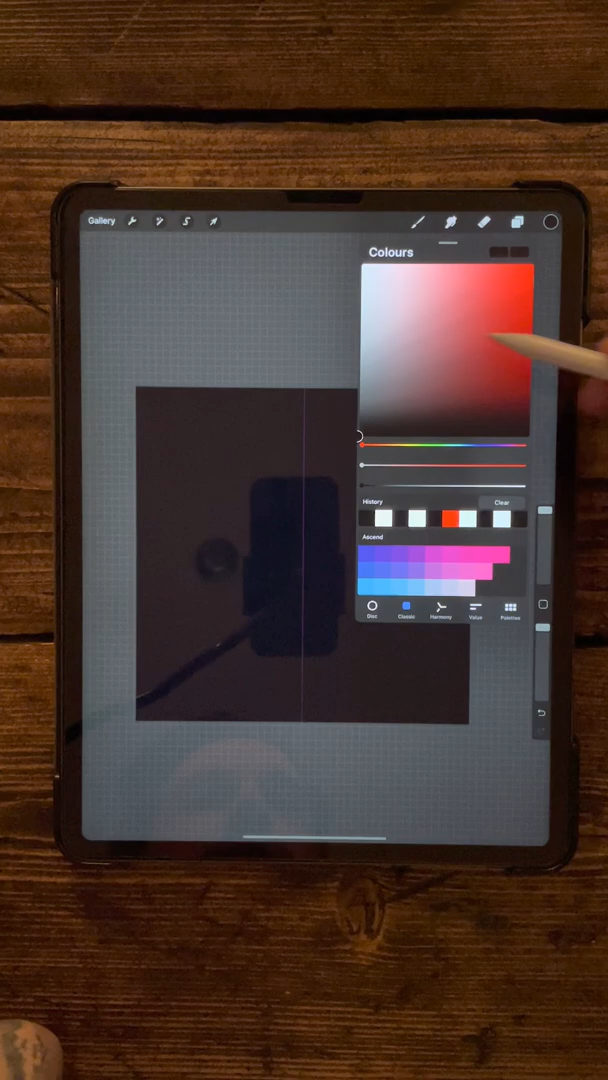 Gallery
Colours
History Clear
Ascend
Disc Classic Harmony Value Palettes